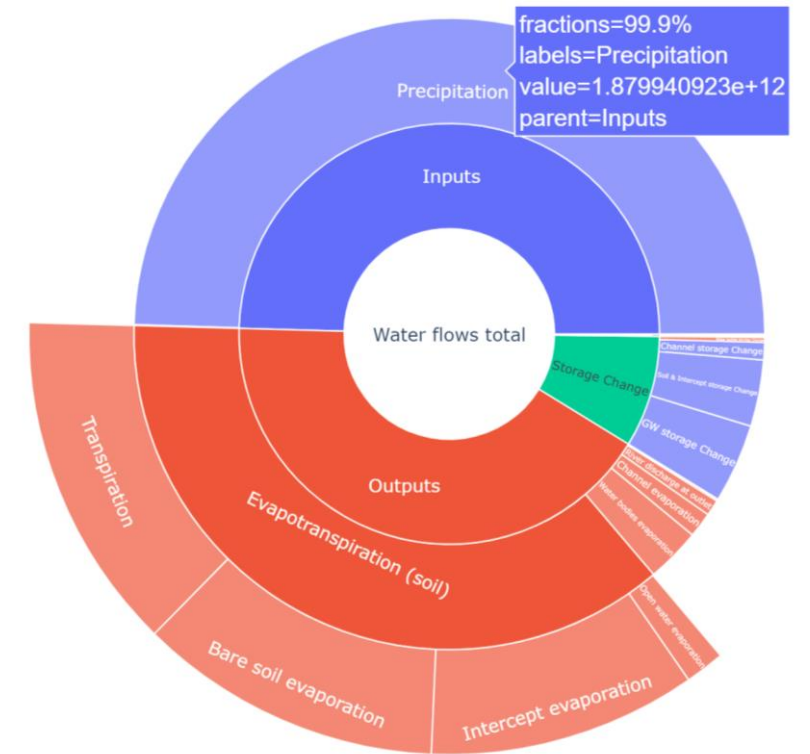 fractions=99.9%
labels=Precipitation
value=1.879940923e+12
parent=Inputs
Precipitation
Inputs
Water flows total
Storage Change
Channel storage Change
Soil & Intercept storage Change
GW storage Change
River discharge at outlet
Channel evaporation
Water bodies evaporation
Outputs
Evapotranspiration (soil)
Transpiration
Bare soil evaporation
Intercept evaporation
Open water evaporation